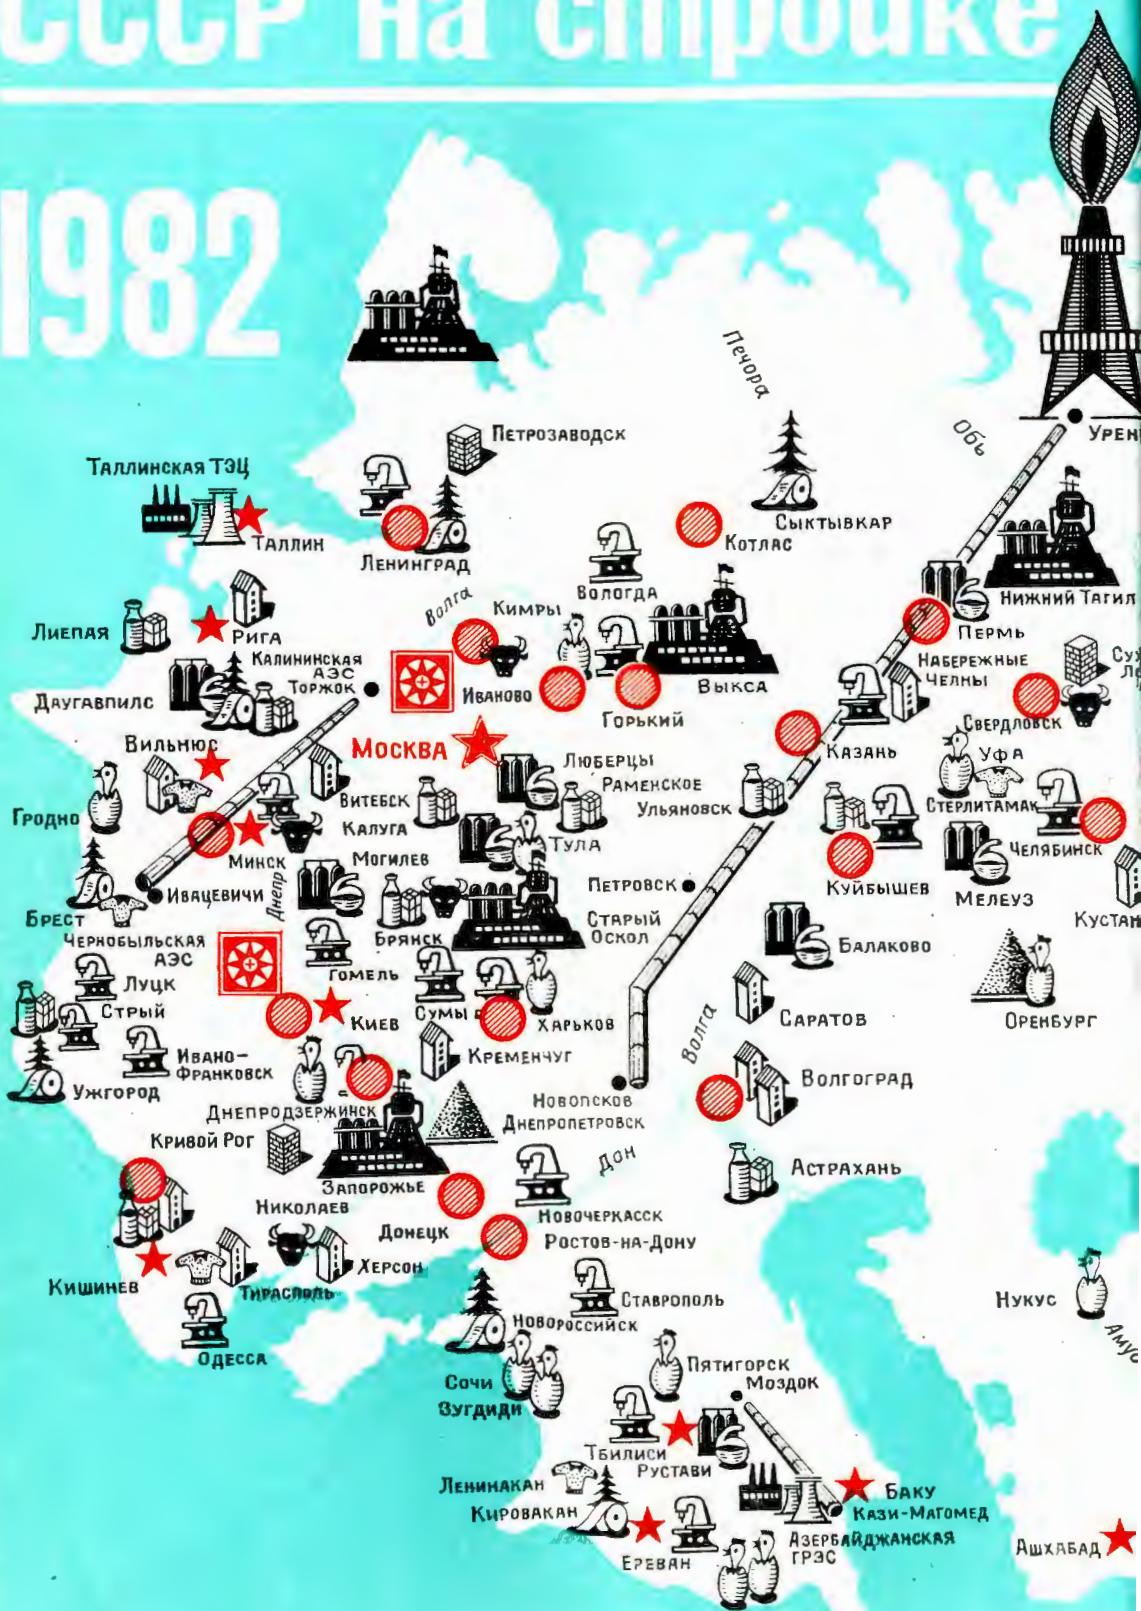 СССР на стройке
1982
Печора
Обь
ПЕТРОЗАВОДСК
ТАЛЛИНСКАЯ ТЭЦ
ТАЛЛИН
ЛЕНИНГРАД
СЫКТЫВКАР
КОТЛАС
ВОЛОГДА
НИЖНИЙ ТАГИЛ
Волга
КИМРЫ
ПЕРМЬ
ЛИЕПАЯ
РИГА
КАЛИНИНСКАЯ
АЭС
ТОРЖОК
НАБЕРЕЖНЫЕ
ЧЕЛНЫ
ДАУГАВПИЛС
ИВАНОВО
ВЫКСА
ГОРЬКИЙ
СВЕРДЛОВСК
ВИЛЬНЮС
МОСКВА
КАЗАНЬ
УФА
ЛЮБЕРЦЫ
РАМЕНСКОЕ
ВИТЕБСК
УЛЬЯНОВСК
СТЕРЛИТАМАК
ГРОДНО
КАЛУГА
ТУЛА
ЧЕЛЯБИНСК
МИНСК
МОГИЛЕВ
ИВАЦЕВИЧИ
Днепр
ПЕТРОВСК
КУЙБЫШЕВ
МЕЛЕУЗ
БРЕСТ
СТАРЫЙ
ОСКОЛ
ЧЕРНОБЫЛЬСКАЯ
АЭС
БРЯНСК
БАЛАКОВО
ГОМЕЛЬ
ЛУЦК
СТРЫЙ
КИЕВ
СУМЫ
ХАРЬКОВ
Волга
САРАТОВ
ОРЕНБУРГ
ИВАНО-
ФРАНКОВСК
КРЕМЕНЧУГ
УЖГОРОД
ВОЛГОГРАД
НОВОПСКОВ
ДНЕПРОДЗЕРЖИНСК
ДНЕПРОПЕТРОВСК
КРИВОЙ РОГ
Дон
АСТРАХАНЬ
ЗАПОРОЖЬЕ
НИКОЛАЕВ
НОВОЧЕРКАССК
ДОНЕЦК
РОСТОВ-НА-ДОНУ
КИШИНЕВ
ТИРАСПОЛЬ
ХЕРСОН
СТАВРОПОЛЬ
НУКУС
НОВОРОССИЙСК
ОДЕССА
ПЯТИГОРСК
МОЗДОК
СОЧИ
ЗУГДИДИ
ТБИЛИСИ
РУСТАВИ
ЛЕНИНАКАН
КИРОВАКАН
БАКУ
КАЗИ-МАГОМЕД
АЗЕРБАЙДЖАНСКАЯ
ГРЭС
ЕРЕВАН
АШХАБАД